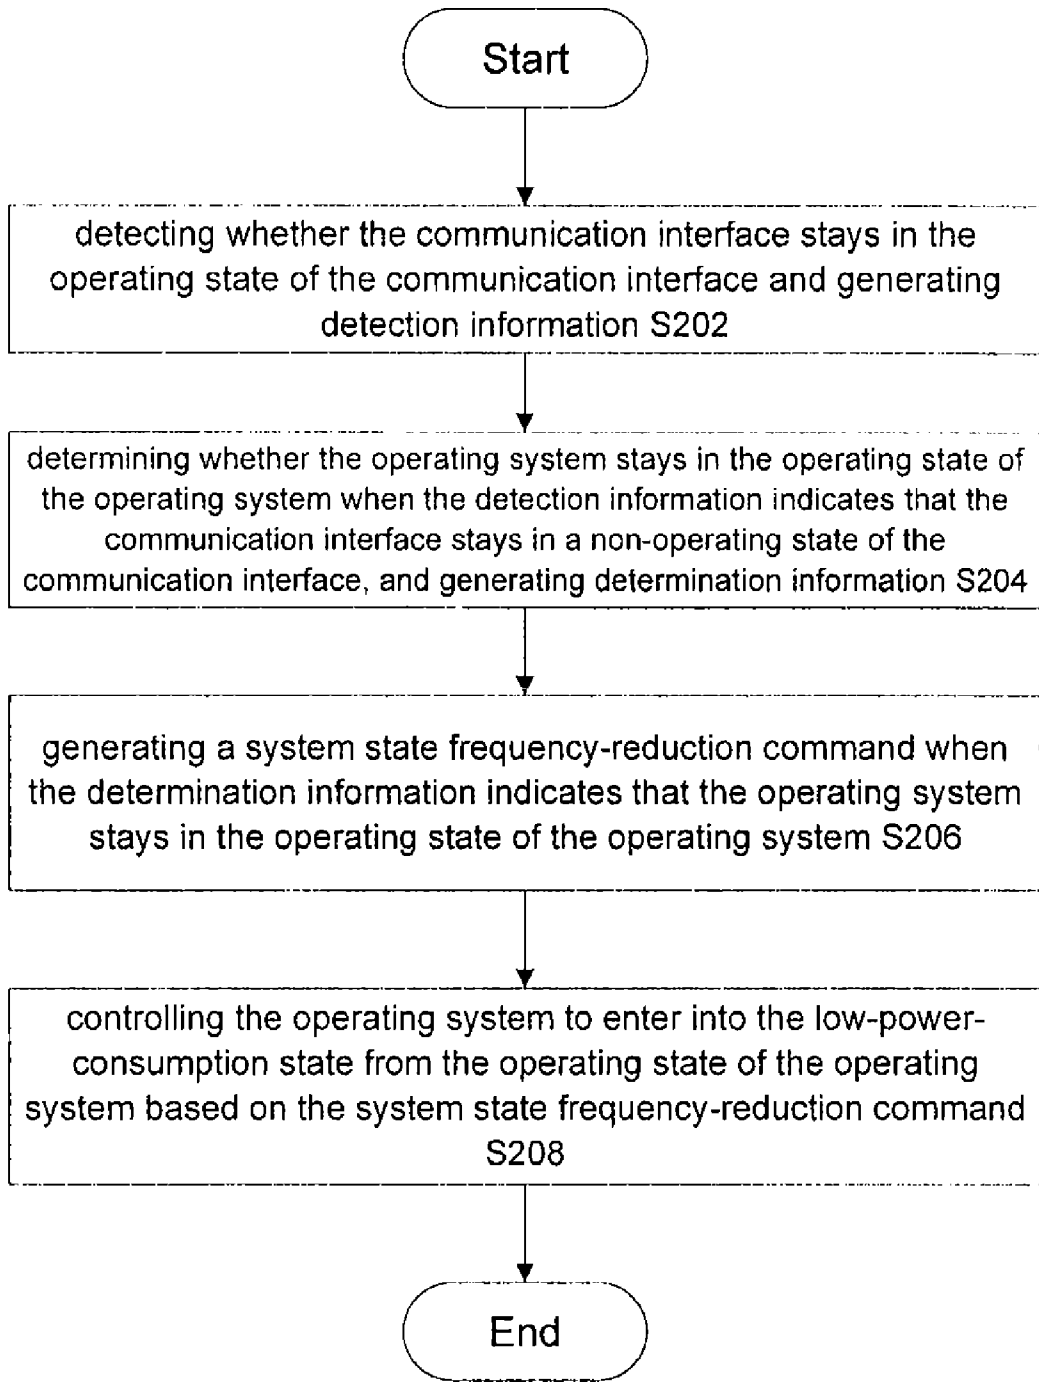 Start
detecting whether the communication interface stays in the
operating state of the communication interface and generating
detection information S202
determining whether the operating system stays in the operating state of
the operating system when the detection information indicates that the
communication interface stays in a non-operating state of the
communication interface, and generating determination information S204
generating a system state frequency-reduction command when
the determination information indicates that the operating system
stays in the operating state of the operating system S206
controlling the operating system to enter into the low-power-
consumption state from the operating state of the operating
system based on the system state frequency-reduction command
S208
End